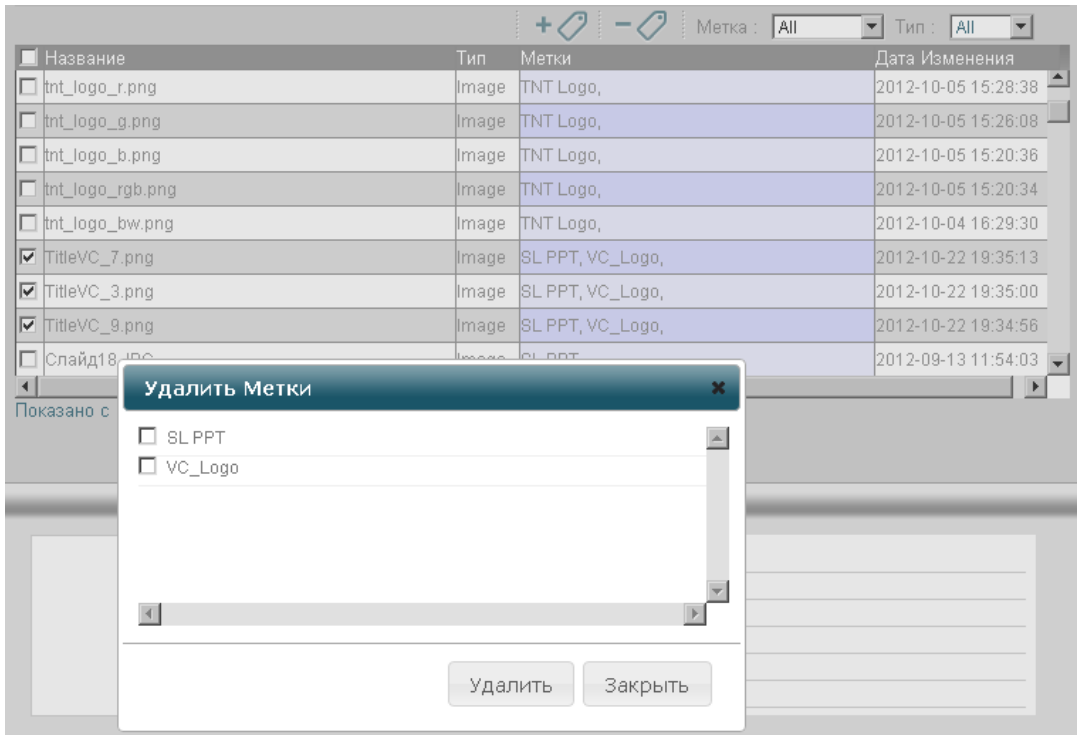 Метка : All Тип : All
Название Тип Метки Дата Изменения
tnt_logo_r.png Image TNT Logo, 2012-10-05 15:28:38
tnt_logo_g.png Image TNT Logo, 2012-10-05 15:26:08
tnt_logo_b.png Image TNT Logo, 2012-10-05 15:20:36
tnt_logo_rgb.png Image TNT Logo, 2012-10-05 15:20:34
tnt_logo_bw.png Image TNT Logo, 2012-10-04 16:29:30
TitleVC_7.png Image SL PPT, VC_Logo, 2012-10-22 19:35:13
TitleVC_3.png Image SL PPT, VC_Logo, 2012-10-22 19:35:00
TitleVC_9.png Image SL PPT, VC_Logo, 2012-10-22 19:34:56
Слайд18.JPG Image SL PPT 2012-09-13 11:54:03
Показано с
Удалить Метки
SL PPT
VC_Logo
Удалить Закрыть